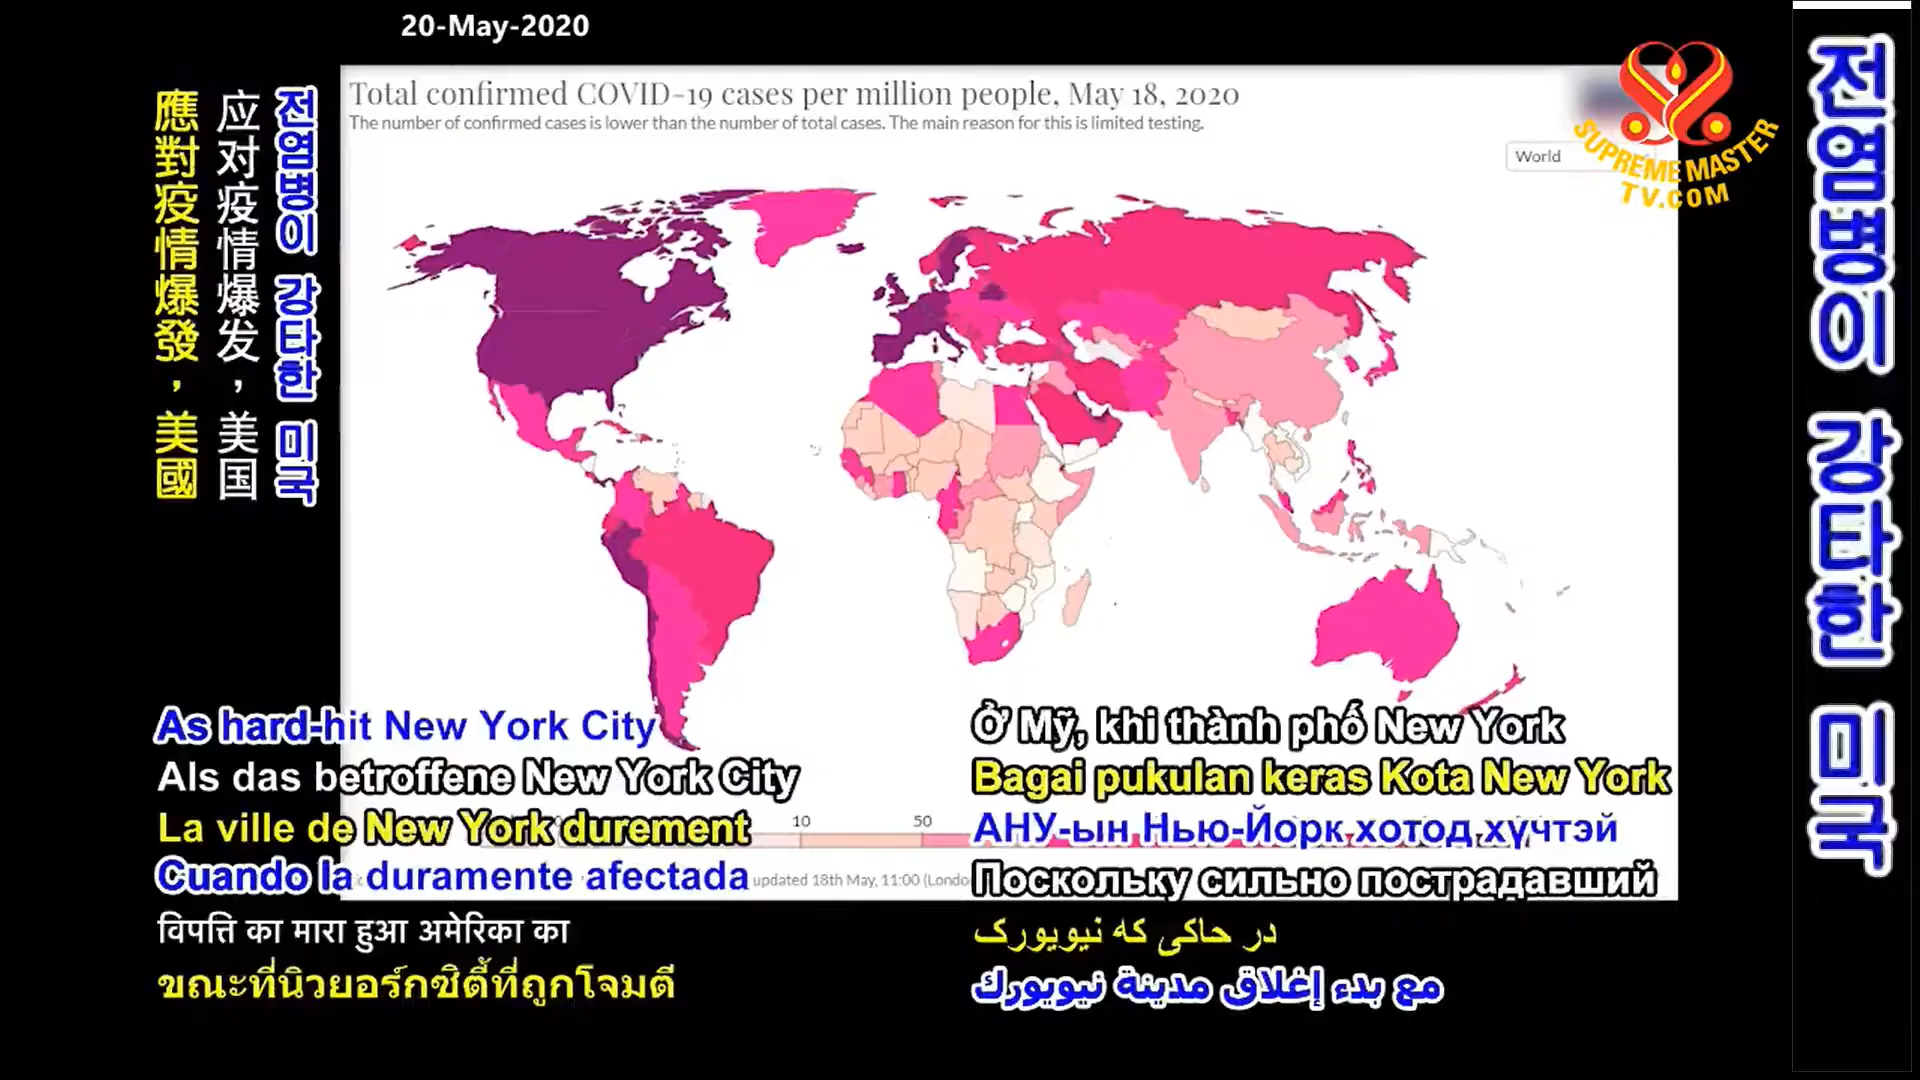 20-May-2020
Total confirmed COVID-19 cases per million people, May 18, 2020
The number of confirmed cases is lower than the number of total cases. The main reason for this is limited testing.
World
SUPREME MASTER
TV.COM
應對疫情爆發，美國
应对疫情爆发，美国
전염병이 강타한 미국
전염병이 강타한 미국
10
50
updated 18th May, 11:00
As hard-hit New York City
Als das betroffene New York City
La ville de New York durement
Cuando la duramente afectada
विपत्ति का मारा हुआ अमेरिका का
ขณะที่นิวยอร์กซิตี้ที่ถูกโจมตี
Ở Mỹ, khi thành phố New York
Bagai pukulan keras Kota New York
АНУ-ын Нью-Йорк хотод хүчтэй
Поскольку сильно пострадавший
در حاکی که نیویورک
مع بدء إغلاق مدينة نيويورك